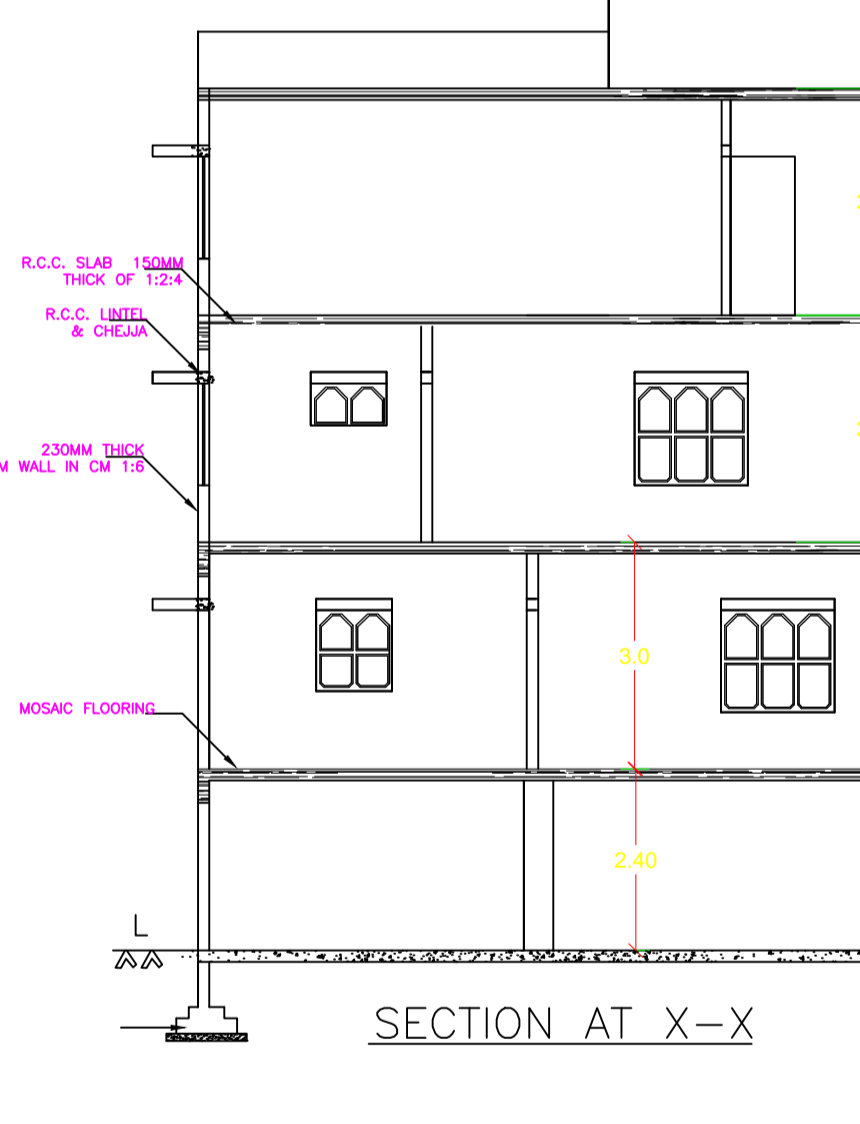 R.C.C. SLAB 150MM
THICK OF 1:2:4
R.C.C. LINTEL
& CHEJJA
230MM THICK
M WALL IN CM 1:6
3.0
MOSAIC FLOORING
2.40
L
SECTION AT X-X